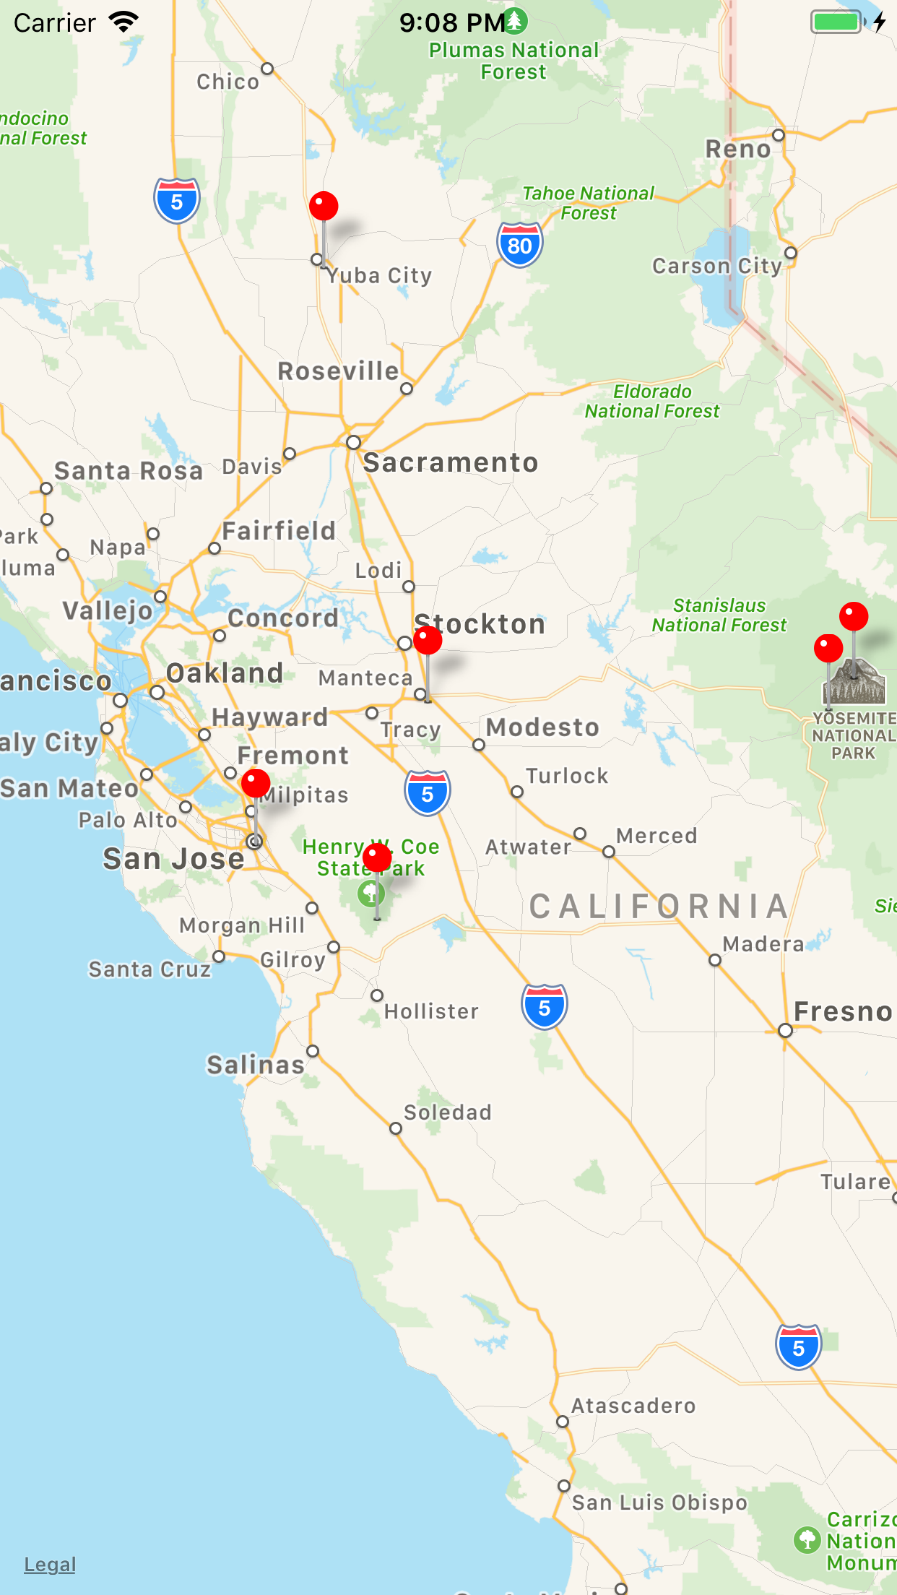 Carrier
9:08 PM
Plumas National
Forest
Chico
ndocino
nal Forest
Reno
5
Tahoe National
Forest
80
Carson City
Yuba City
Roseville
Eldorado
National Forest
Sacramento
Davis
Santa Rosa
Fairfield
Park
Napa
luma
Lodi
Vallejo
Concord
Stockton
Stanislaus
National Forest
Oakland
ancisco
Manteca
Hayward
Tracy
Modesto
YOSEMITE
NATIONAL
PARK
aly City
Fremont
Turlock
San Mateo
Milpitas
5
Palo Alto
Merced
Atwater
San Jose
Henry W. Coe
State Park
CALIFORNIA
Sie
Morgan Hill
Madera
Gilroy
Santa Cruz
Hollister
5
Fresno
Salinas
Soledad
Tulare
5
Atascadero
San Luis Obispo
Carrizo
Nation
Monum
Legal